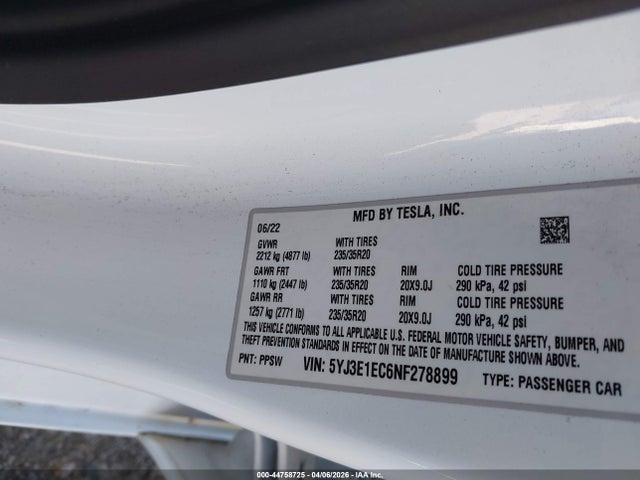 MFD BY TESLA, INC.
06/22
GVWR WITH TIRES
2212 kg (4877 lb) 235/35R20
GAWR FRT WITH TIRES RIM COLD TIRE PRESSURE
1110 kg (2447 lb) 235/35R20 20X9.0J 290 kPa, 42 psi
GAWR RR WITH TIRES RIM COLD TIRE PRESSURE
1257 kg (2771 lb) 235/35R20 20X9.0J 290 kPa, 42 psi
THIS VEHICLE CONFORMS TO ALL APPLICABLE U.S. FEDERAL MOTOR VEHICLE SAFETY, BUMPER, AND
THEFT PREVENTION STANDARDS IN EFFECT ON THE DATE OF MANUFACTURE SHOWN ABOVE.
PNT: PPSW VIN: 5YJ3E1EC6NF278899 TYPE: PASSENGER CAR
000-44758725 - 04/06/2026 - IAA Inc.